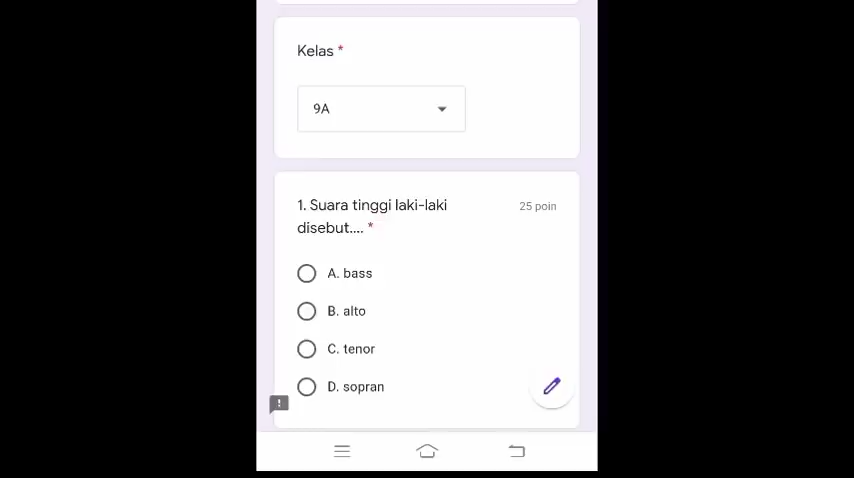 Kelas *
9A
1. Suara tinggi laki-laki
disebut.... *
25 poin
A. bass
B. alto
C. tenor
D. sopran